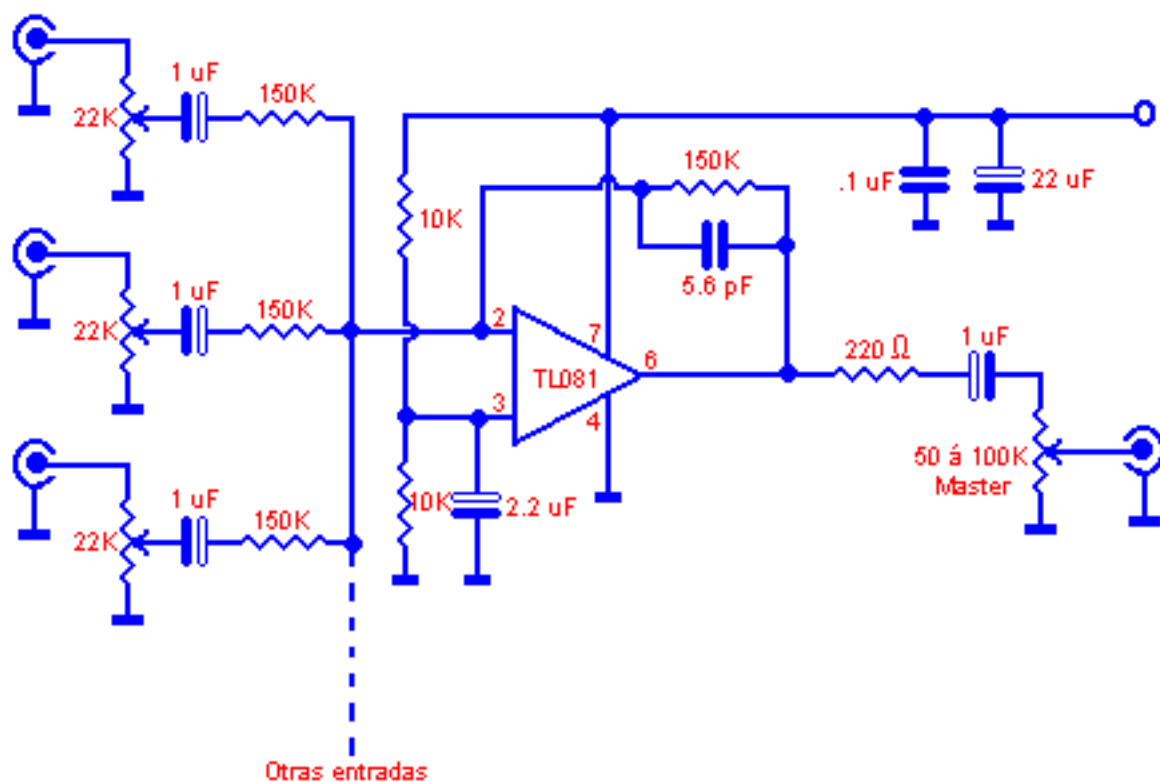 1 uF
150K
22K
1 uF
150K
22K
1 uF
150K
22K
Otras entradas
10K
10K
2.2 uF
150K
5.6 pF
2
3
7
4
6
TL081
.1 uF
22 uF
220 Ω
1 uF
50 á 100K
Master